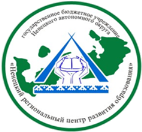 государственное бюджетное учреждение
Ненецкого автономного округа
«Ненецкий региональный центр развития образования»